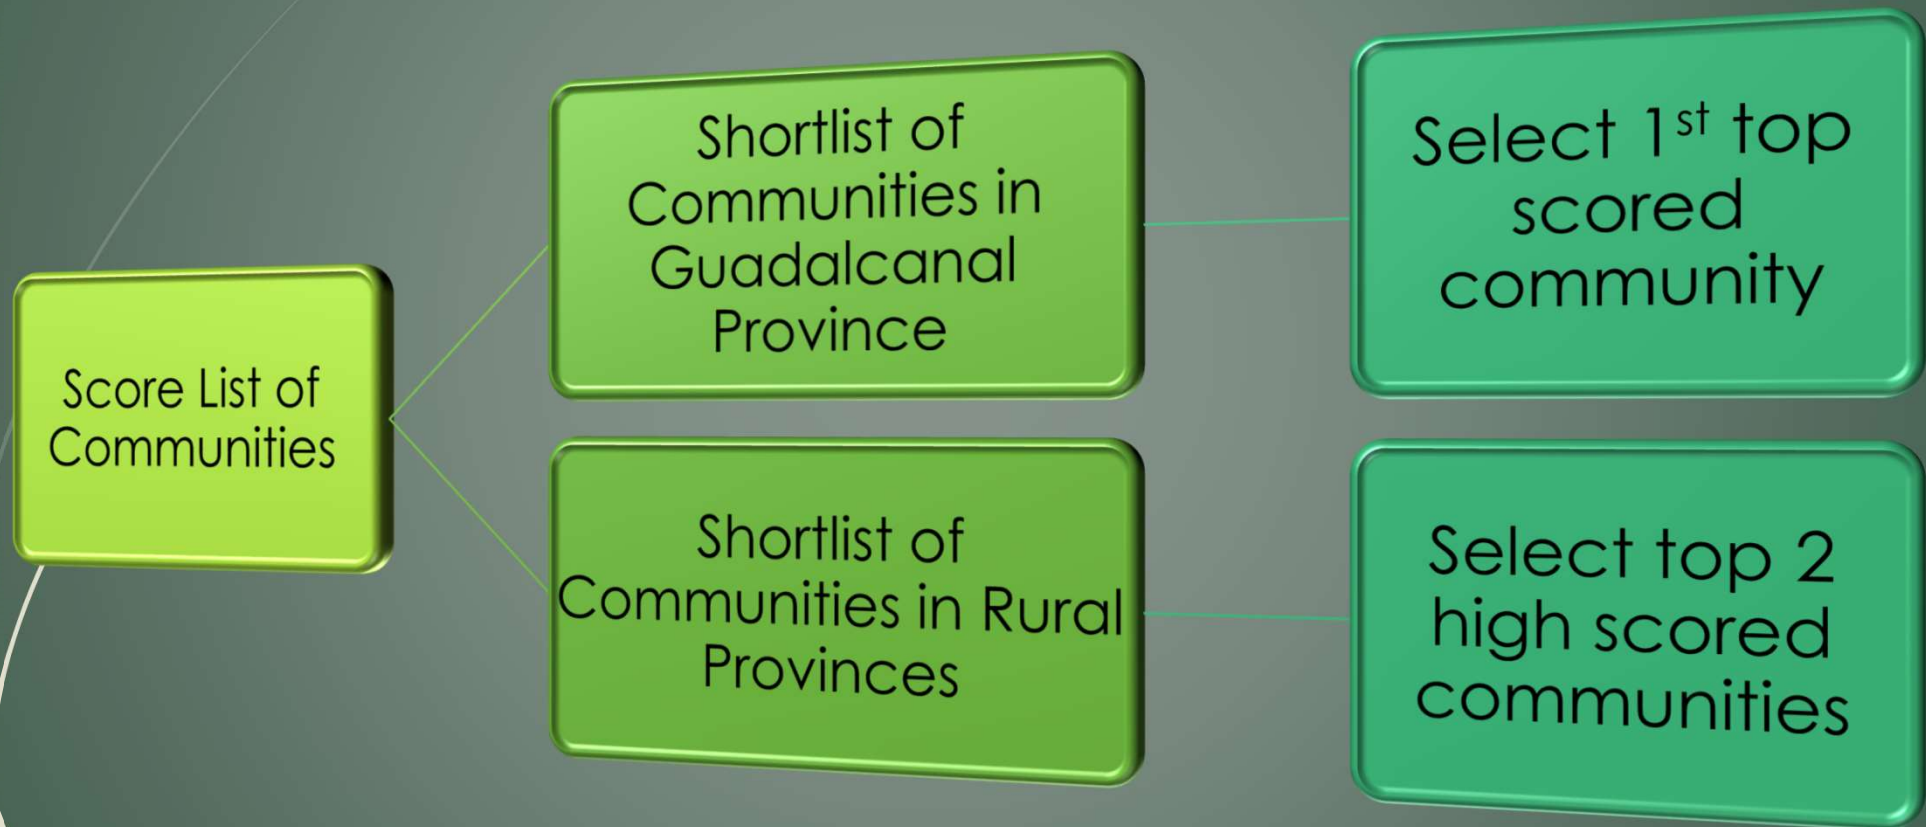 Score List of
Communities
Shortlist of
Communities in
Guadalcanal
Province
Select 1st top
scored
community
Shortlist of
Communities in Rural
Provinces
Select top 2
high scored
communities